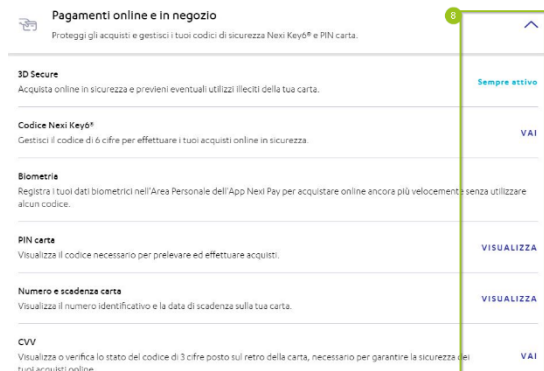 Pagamenti online e in negozio
8
Proteggi gli acquisti e gestisci i tuoi codici di sicurezza Nexi Key6® e PIN carta.
3D Secure
Acquista online in sicurezza e previeni eventuali utilizzi illeciti della tua carta.
Sempre attivo
Codice Nexi Key6®
Gestisci il codice di 6 cifre per effettuare i tuoi acquisti online in sicurezza.
VAI
Biometria
Registra i tuoi dati biometrici nell'Area Personale dell'App Nexi Pay per acquistare online ancora più velocemente senza utilizzare
alcun codice.
PIN carta
Visualizza il codice necessario per prelevare ed effettuare acquisti.
VISUALIZZA
Numero e scadenza carta
Visualizza il numero identificativo e la data di scadenza sulla tua carta.
VISUALIZZA
CVV
Visualizza o verifica lo stato del codice di 3 cifre posto sul retro della carta, necessario per garantire la sicurezza dei
tuoi acquisti online
VAI